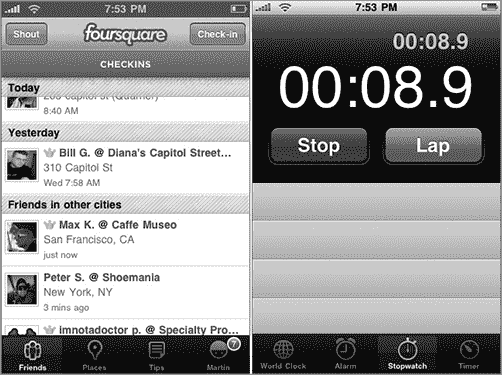 7:53 PM
Shout
foursquare
Check-in
CHECKINS
Today
8:40 AM
Yesterday
Bill G. @ Diana's Capitol Street...
310 Capitol St
Wed 7:58 AM
Friends in other cities
Max K. @ Caffe Museo
San Francisco, CA
just now
Peter S. @ Shoemania
New York, NY
3 mins ago
imnotadoctor p. @ Specialty Pro...
Friends
Places
Tips
Martin
7
7:53 PM
00:08.9
00:08.9
Stop
Lap
World Clock
Alarm
Stopwatch
Timer